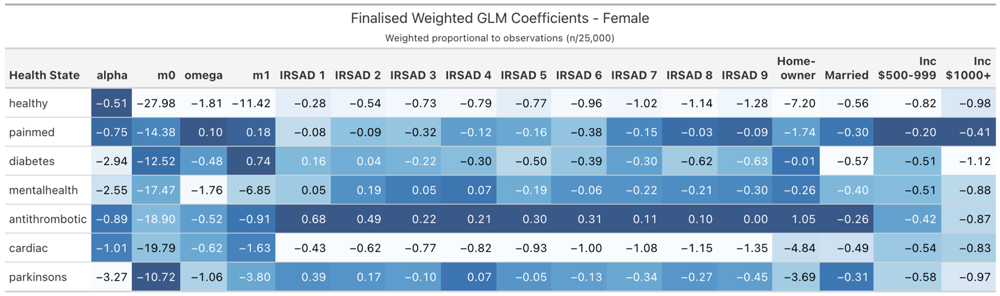 Finalised Weighted GLM Coefficients - Female
Weighted proportional to observations (n/25,000)
Health State alpha m0 omega m1 IRSAD 1 IRSAD 2 IRSAD 3 IRSAD 4 IRSAD 5 IRSAD 6 IRSAD 7 IRSAD 8 IRSAD 9 Home-owner Married Inc $500-999 Inc $1000+
healthy −0.51 −27.98 −1.81 −11.42 −0.28 −0.54 −0.73 −0.79 −0.77 −0.96 −1.02 −1.14 −1.28 −7.20 −0.56 −0.82 −0.98
painmed −0.75 −14.38 0.10 0.18 −0.08 −0.09 −0.32 −0.12 −0.16 −0.38 −0.15 −0.03 −0.09 −1.74 −0.30 −0.20 −0.41
diabetes −2.94 −12.52 −0.48 0.74 0.16 0.04 −0.22 −0.30 −0.50 −0.39 −0.30 −0.62 −0.63 −0.01 −0.57 −0.51 −1.12
mentalhealth −2.55 −17.47 −1.76 −6.85 0.05 0.19 0.05 0.07 −0.19 −0.06 −0.22 −0.21 −0.30 −0.26 −0.40 −0.51 −0.88
antithrombotic −0.89 −18.90 −0.52 −0.91 0.68 0.49 0.22 0.21 0.30 0.31 0.11 0.10 0.00 1.05 −0.26 −0.42 −0.87
cardiac −1.01 −19.79 −0.62 −1.63 −0.43 −0.62 −0.77 −0.82 −0.93 −1.00 −1.08 −1.15 −1.35 −4.84 −0.49 −0.54 −0.83
parkinsons −3.27 −10.72 −1.06 −3.80 0.39 0.17 −0.10 0.07 −0.05 −0.13 −0.34 −0.27 −0.45 −3.69 −0.31 −0.58 −0.97